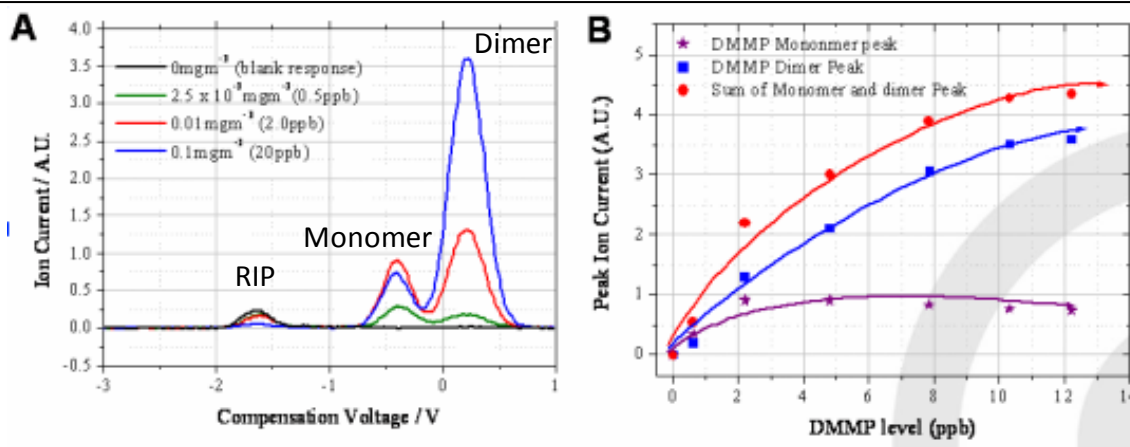 A
Ion Current / A.U.
4.0
3.5
3.0
2.5
2.0
1.5
1.0
0.5
0.0
-0.5
0mgm⁻³ (blank response)
2.5 x 10⁻³mgm⁻³ (0.5ppb)
0.01mgm⁻³ (2.0ppb)
0.1mgm⁻³ (20ppb)
Dimer
Monomer
RIP
-3 -2 -1 0 1
Compensation Voltage / V
B
Peak Ion Current (A.U.)
5
4
3
2
1
0
DMMP Mononmer peak
DMMP Dimer Peak
Sum of Monomer and dimer Peak
0 2 4 6 8 10 12 14
DMMP level (ppb)